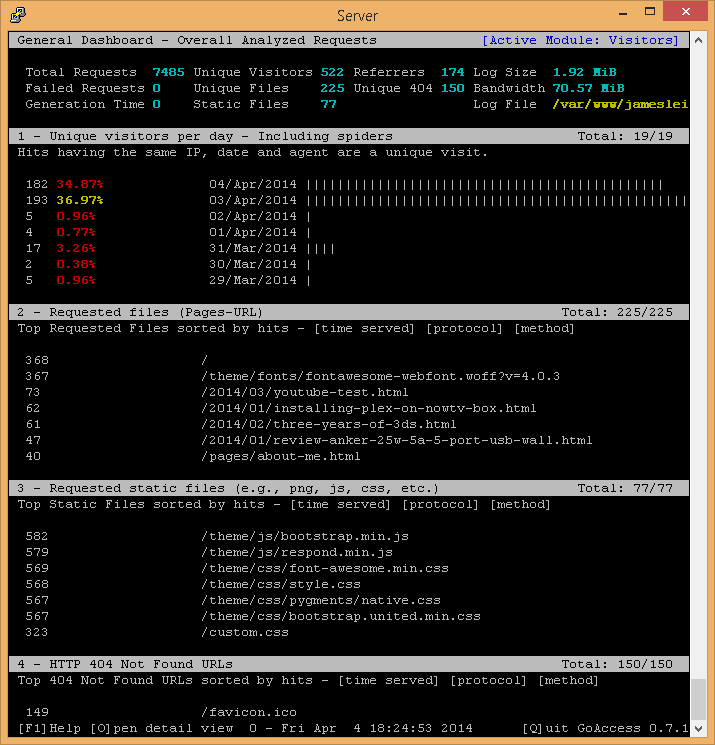 Server
General Dashboard - Overall Analyzed Requests [Active Module: Visitors]
Total Requests 7485 Unique Visitors 522 Referrers 174 Log Size 1.92 MiB
Failed Requests 0 Unique Files 225 Unique 404 150 Bandwidth 70.57 MiB
Generation Time 0 Static Files 77 Log File /var/www/jameslei
1 - Unique visitors per day - Including spiders Total: 19/19
Hits having the same IP, date and agent are a unique visit.
182 34.87% 04/Apr/2014 |||||||||||||||||||||||||||||||||||||||||||||
193 36.97% 03/Apr/2014 ||||||||||||||||||||||||||||||||||||||||||||||||
5 0.96% 02/Apr/2014 |
4 0.77% 01/Apr/2014 |
17 3.26% 31/Mar/2014 ||||
2 0.38% 30/Mar/2014 |
5 0.96% 29/Mar/2014 |
2 - Requested files (Pages-URL) Total: 225/225
Top Requested Files sorted by hits - [time served] [protocol] [method]
368 /
367 /theme/fonts/fontawesome-webfont.woff?v=4.0.3
73 /2014/03/youtube-test.html
62 /2014/01/installing-plex-on-nowtv-box.html
61 /2014/02/three-years-of-3ds.html
47 /2014/01/review-anker-25w-5a-5-port-usb-wall.html
40 /pages/about-me.html
3 - Requested static files (e.g., png, js, css, etc.) Total: 77/77
Top Static Files sorted by hits - [time served] [protocol] [method]
582 /theme/js/bootstrap.min.js
579 /theme/js/respond.min.js
569 /theme/css/font-awesome.min.css
568 /theme/css/style.css
567 /theme/css/pygments/native.css
567 /theme/css/bootstrap.united.min.css
323 /custom.css
4 - HTTP 404 Not Found URLs Total: 150/150
Top 404 Not Found URLs sorted by hits - [time served] [protocol] [method]
149 /favicon.ico
[F1]Help [O]pen detail view 0 - Fri Apr 4 18:24:53 2014 [Q]uit GoAccess 0.7.1